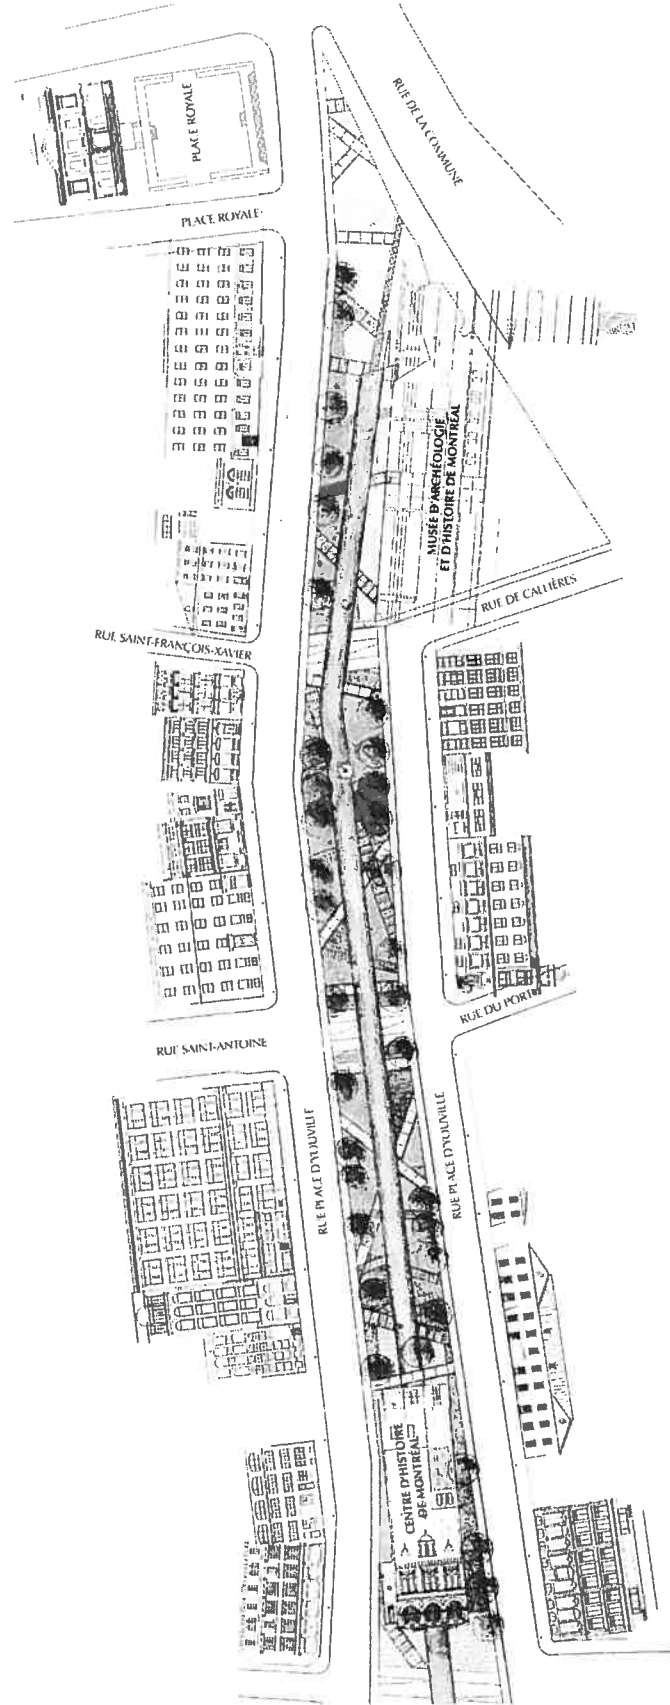 RUE DE LA COMMUNE
PLACE ROYALE
PLACE ROYALE
MUSÉE D'ARCHÉOLOGIE
ET D'HISTOIRE DE MONTRÉAL
RUE DE CALLIÈRES
RUE SAINT-FRANÇOIS-XAVIER
RUE DU PORT
RUE SAINT-ANTOINE
RUE PLACE D'YOUVILLE
RUE PLACE D'YOUVILLE
CENTRE D'HISTOIRE
DE MONTRÉAL